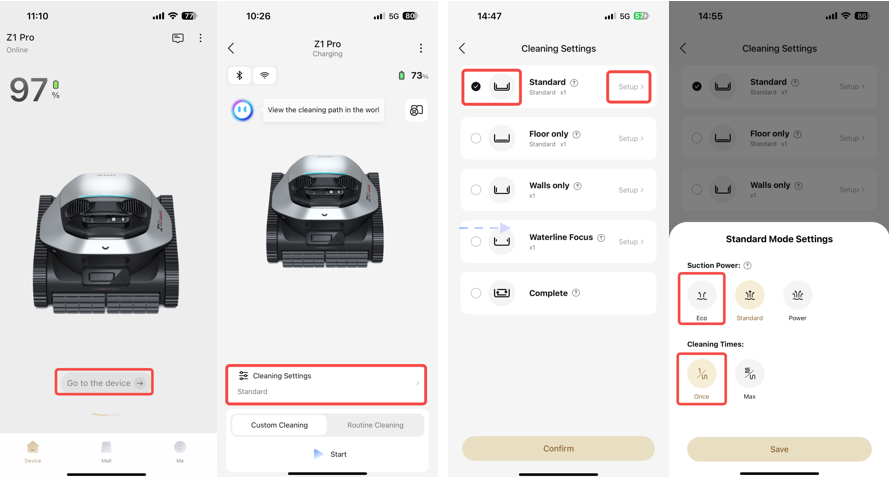 11:10
77
Z1 Pro
Online
97
%
Go to the device
Device
Mall
Me
10:26
5G 80
Z1 Pro
Charging
73%
View the cleaning path in the worl
Cleaning Settings
Standard
Custom Cleaning
Routine Cleaning
Start
14:47
5G 57
Cleaning Settings
Standard ?
Standard x1
Setup >
Floor only ?
Standard x1
Setup >
Walls only ?
x1
Setup >
Waterline Focus ?
x1
Setup >
Complete ?
Confirm
14:55
86
Cleaning Settings
Standard ?
Standard x1
Setup >
Floor only ?
Standard x1
Setup >
Walls only ?
x1
Setup >
Standard Mode Settings
Suction Power: ?
Eco
Standard
Power
Cleaning Times:
Once
Max
Save